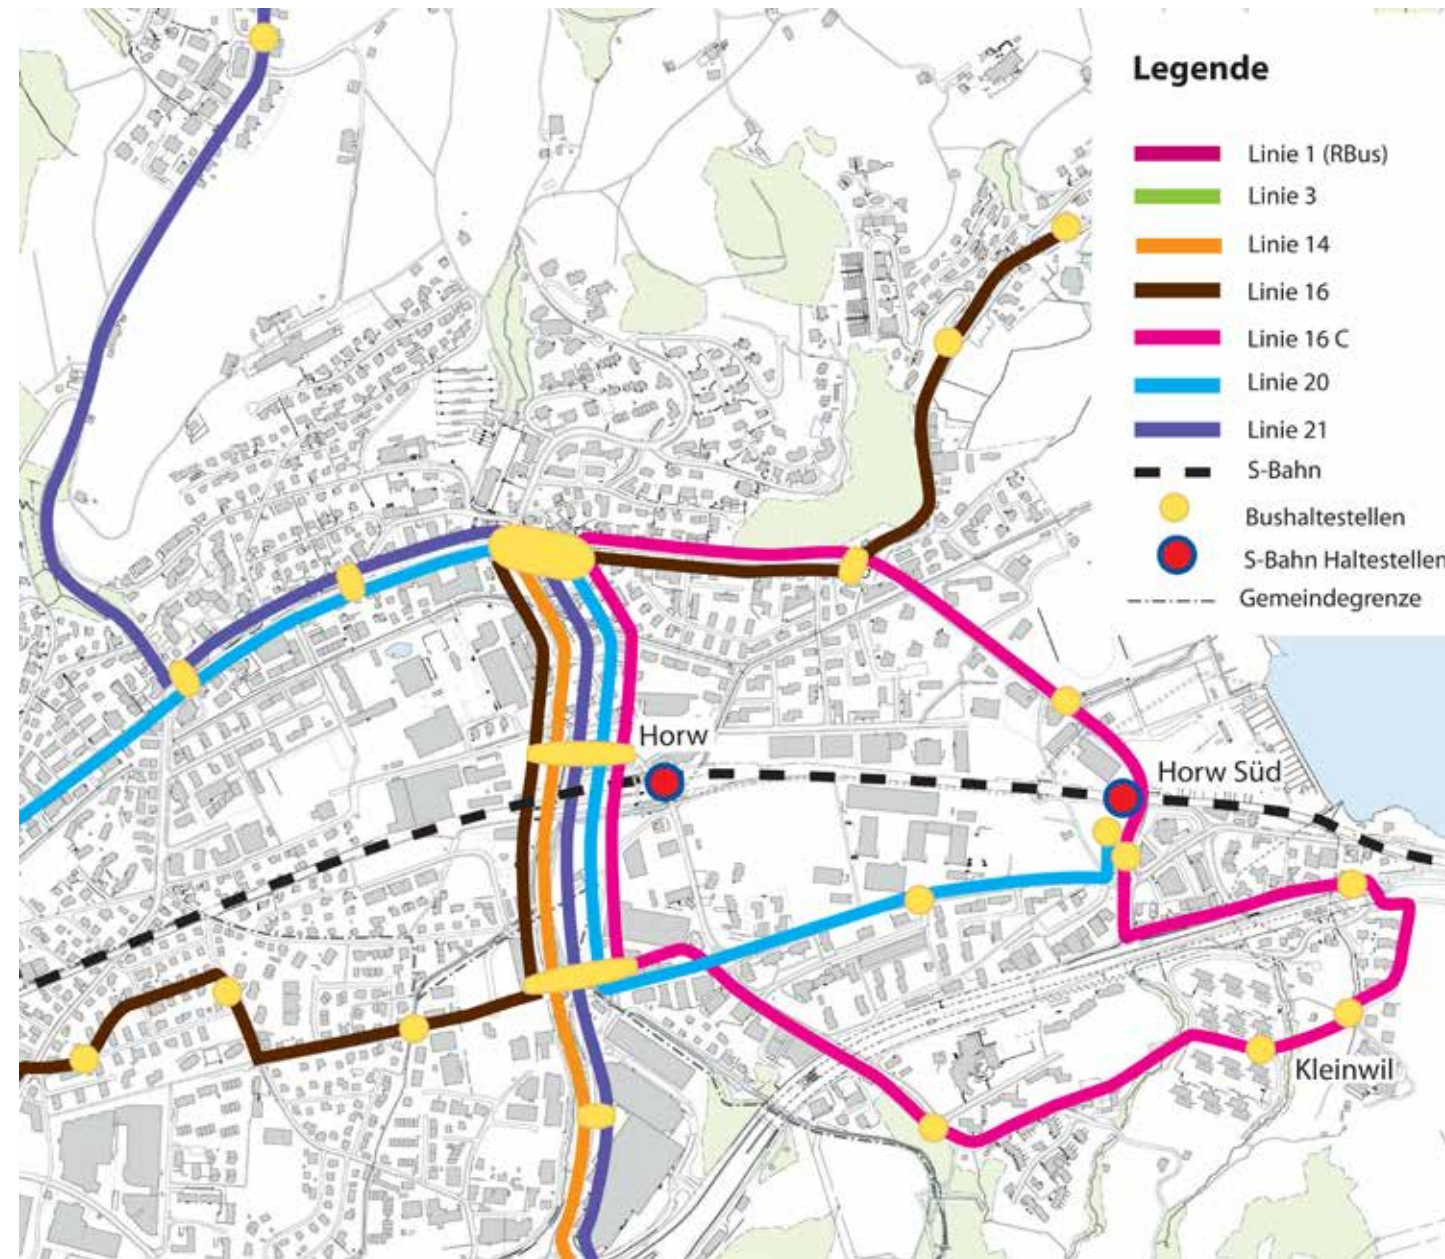 Legende
Linie 1 (RBus)
Linie 3
Linie 14
Linie 16
Linie 16 C
Linie 20
Linie 21
S-Bahn
Bushaltestellen
S-Bahn Haltestellen
Gemeindegrenze
Horw
Horw Süd
Kleinwil